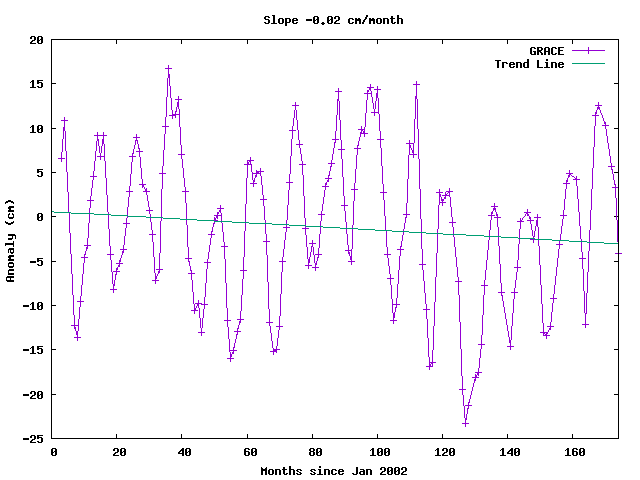 Slope -0.02 cm/month
GRACE
Trend Line
20
15
10
5
0
-5
-10
-15
-20
-25
Anomaly (cm)
0 20 40 60 80 100 120 140 160
Months since Jan 2002